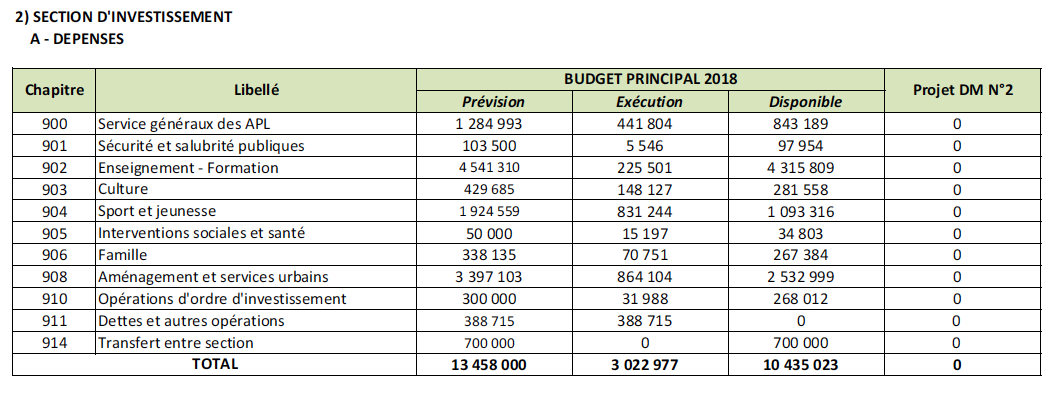 2) SECTION D'INVESTISSEMENT
A - DEPENSES
Chapitre Libellé BUDGET PRINCIPAL 2018 Projet DM N°2
Prévision Exécution Disponible
900 Service généraux des APL 1 284 993 441 804 843 189 0
901 Sécurité et salubrité publiques 103 500 5 546 97 954 0
902 Enseignement - Formation 4 541 310 225 501 4 315 809 0
903 Culture 429 685 148 127 281 558 0
904 Sport et jeunesse 1 924 559 831 244 1 093 316 0
905 Interventions sociales et santé 50 000 15 197 34 803 0
906 Famille 338 135 70 751 267 384 0
908 Aménagement et services urbains 3 397 103 864 104 2 532 999 0
910 Opérations d'ordre d'investissement 300 000 31 988 268 012 0
911 Dettes et autres opérations 388 715 388 715 0 0
914 Transfert entre section 700 000 0 700 000 0
TOTAL 13 458 000 3 022 977 10 435 023 0